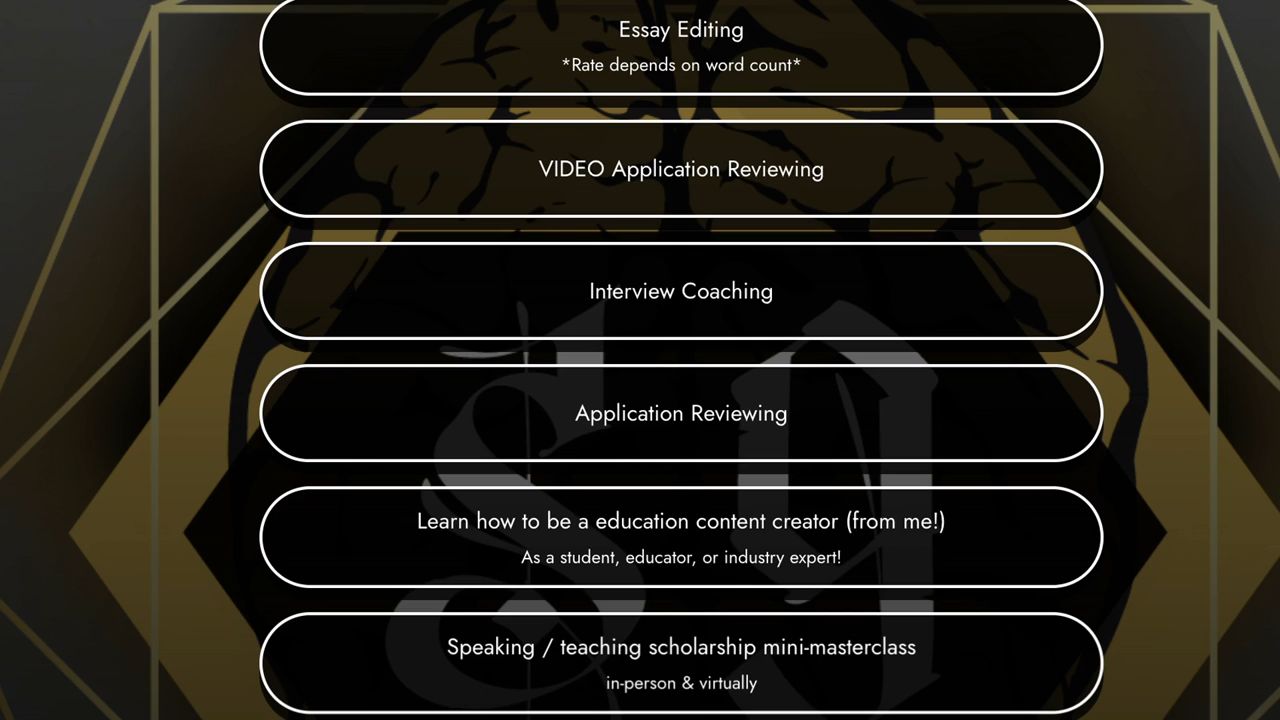 Essay Editing
*Rate depends on word count*
VIDEO Application Reviewing
Interview Coaching
Application Reviewing
Learn how to be a education content creator (from me!)
As a student, educator, or industry expert!
Speaking / teaching scholarship mini-masterclass
in-person & virtually